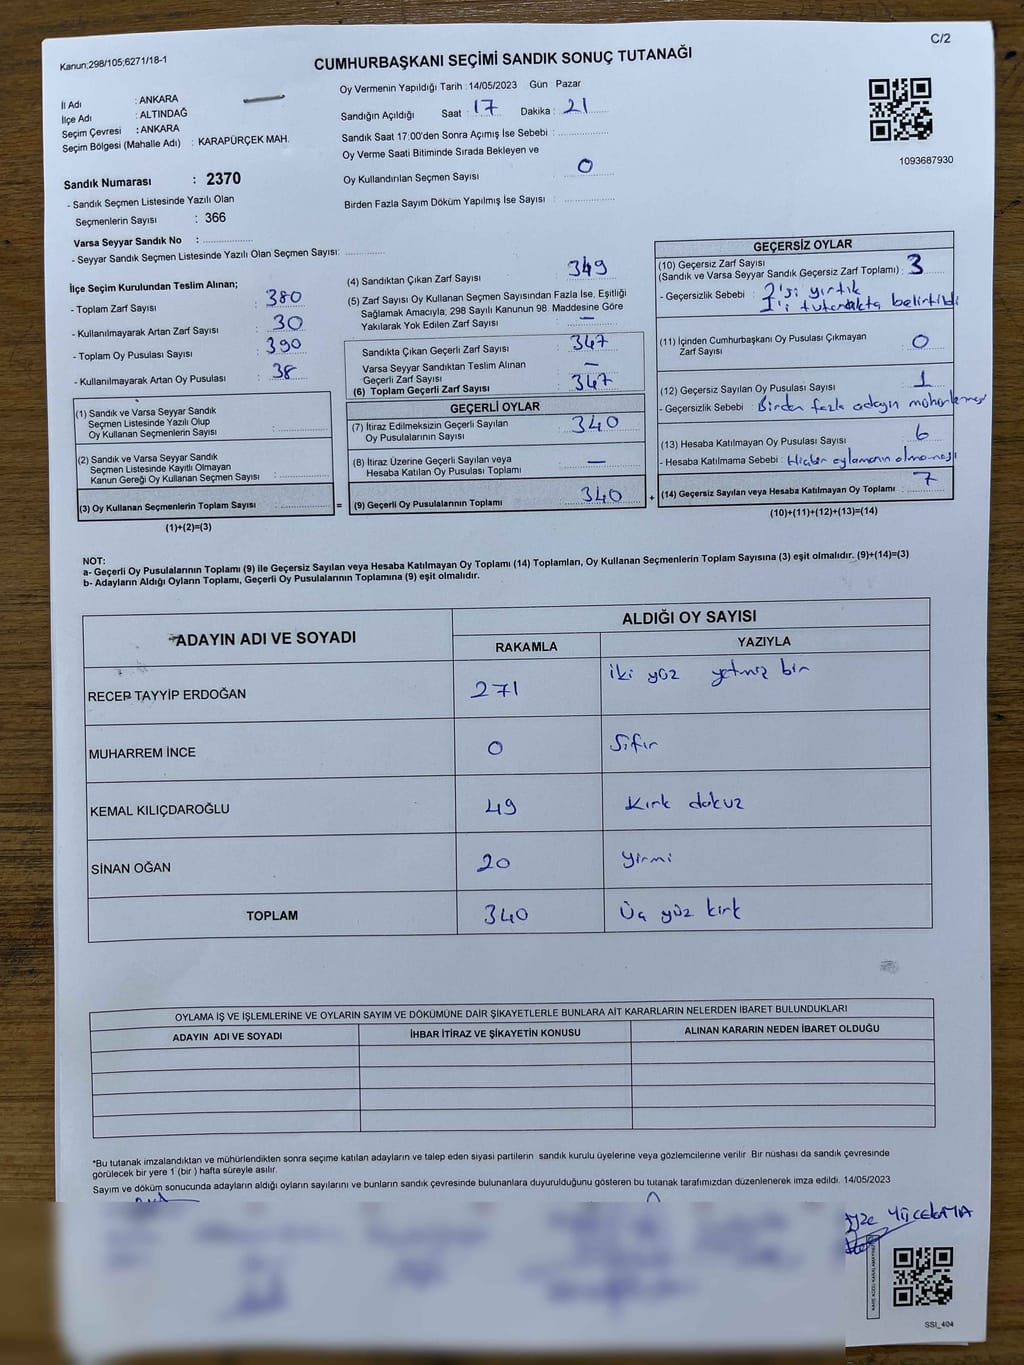 Kanun;298/105;6271/18-1
C/2
CUMHURBAŞKANI SEÇİMİ SANDIK SONUÇ TUTANAĞI
İl Adı : ANKARA
İlçe Adı : ALTINDAĞ
Seçim Çevresi : ANKARA
Seçim Bölgesi (Mahalle Adı) : KARAPÜRÇEK MAH.
Oy Vermenin Yapıldığı Tarih :14/05/2023 Gün Pazar
Sandığın Açıldığı Saat : 17 Dakika : 21
Sandık Saat 17:00'den Sonra Açımış İse Sebebi :
Oy Verme Saati Bitiminde Sırada Bekleyen ve
Oy Kullandırılan Seçmen Sayısı : 0
Birden Fazla Sayım Döküm Yapılmış İse Sayısı :
1093687930
Sandık Numarası : 2370
- Sandık Seçmen Listesinde Yazılı Olan
Seçmenlerin Sayısı : 366
Varsa Seyyar Sandık No :
- Seyyar Sandık Seçmen Listesinde Yazılı Olan Seçmen Sayısı:
İlçe Seçim Kurulundan Teslim Alınan;
- Toplam Zarf Sayısı : 380
- Kullanılmayarak Artan Zarf Sayısı : 30
- Toplam Oy Pusulası Sayısı : 390
- Kullanılmayarak Artan Oy Pusulası : 38
(1) Sandık ve Varsa Seyyar Sandık
Seçmen Listesinde Yazılı Olup
Oy Kullanan Seçmenlerin Sayısı :
(2) Sandık ve Varsa Seyyar Sandık
Seçmen Listesinde Kayıtlı Olmayan
Kanun Gereği Oy Kullanan Seçmen Sayısı :
(3) Oy Kullanan Seçmenlerin Toplam Sayısı :
(1)+(2)=(3)
=
(4) Sandıktan Çıkan Zarf Sayısı : 349
(5) Zarf Sayısı Oy Kullanan Seçmen Sayısından Fazla İse, Eşitliği
Sağlamak Amacıyla, 298 Sayılı Kanunun 98. Maddesine Göre
Yakılarak Yok Edilen Zarf Sayısı : —
Sandıkta Çıkan Geçerli Zarf Sayısı : 347
Varsa Seyyar Sandıktan Teslim Alınan
Geçerli Zarf Sayısı : —
(6) Toplam Geçerli Zarf Sayısı : 347
GEÇERLİ OYLAR
(7) İtiraz Edilmeksizin Geçerli Sayılan
Oy Pusulalarının Sayısı : 340
(8) İtiraz Üzerine Geçerli Sayılan veya
Hesaba Katılan Oy Pusulası Toplamı : —
(9) Geçerli Oy Pusulalarının Toplamı : 340
+
GEÇERSİZ OYLAR
(10) Geçersiz Zarf Sayısı
(Sandık ve Varsa Seyyar Sandık Geçersiz Zarf Toplamı) : 3
- Geçersizlik Sebebi : 2'si yırtık
1'i tutanakta belirtildi
(11) İçinden Cumhurbaşkanı Oy Pusulası Çıkmayan
Zarf Sayısı : 0
(12) Geçersiz Sayılan Oy Pusulası Sayısı : 1
- Geçersizlik Sebebi : Birden fazla adayın mühürlemesi
(13) Hesaba Katılmayan Oy Pusulası Sayısı : 6
- Hesaba Katılmama Sebebi : Hiçbir oylamanın olmaması
(14) Geçersiz Sayılan veya Hesaba Katılmayan Oy Toplamı : 7
(10)+(11)+(12)+(13)=(14)
NOT:
a- Geçerli Oy Pusulalarının Toplamı (9) ile Geçersiz Sayılan veya Hesaba Katılmayan Oy Toplamı (14) Toplamları, Oy Kullanan Seçmenlerin Toplam Sayısına (3) eşit olmalıdır. (9)+(14)=(3)
b- Adayların Aldığı Oyların Toplamı, Geçerli Oy Pusulalarının Toplamına (9) eşit olmalıdır.
ADAYIN ADI VE SOYADI
ALDIĞI OY SAYISI
RAKAMLA YAZIYLA
RECEP TAYYİP ERDOĞAN 271 iki yüz yetmiş bir
MUHARREM İNCE 0 Sıfır
KEMAL KILIÇDAROĞLU 49 Kırk dokuz
SİNAN OĞAN 20 Yirmi
TOPLAM 340 Üç yüz kırk
OYLAMA İŞ VE İŞLEMLERİNE VE OYLARIN SAYIM VE DÖKÜMÜNE DAİR ŞİKAYETLERLE BUNLARA AİT KARARLARIN NELERDEN İBARET BULUNDUKLARI
ADAYIN ADI VE SOYADI İHBAR İTİRAZ VE ŞİKAYETİN KONUSU ALINAN KARARIN NEDEN İBARET OLDUĞU
*Bu tutanak imzalandıktan ve mühürlendikten sonra seçime katılan adayların ve talep eden siyasi partilerin sandık kurulu üyelerine veya gözlemcilerine verilir. Bir nüshası da sandık çevresinde
görülecek bir yere 1 (bir ) hafta süreyle asılır.
Sayım ve döküm sonucunda adayların aldığı oyların sayılarını ve bunların sandık çevresinde bulunanlara duyurulduğunu gösteren bu tutanak tarafımızdan düzenlenerek imza edildi. 14/05/2023
SSI_404